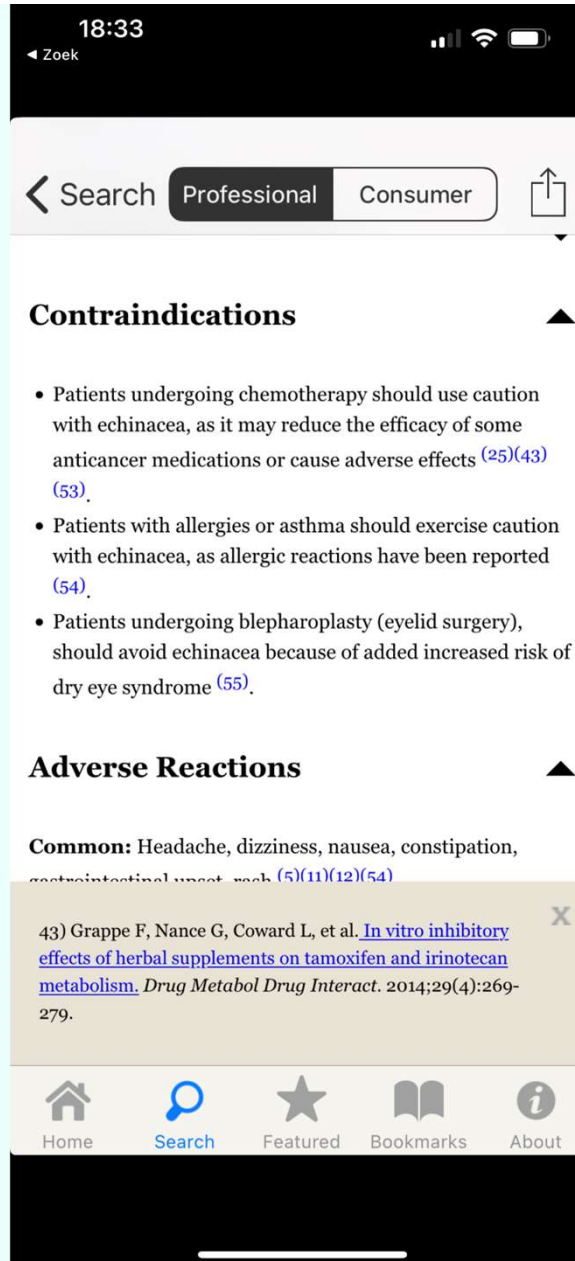 18:33
◀ Zoek
Search
Professional
Consumer
Contraindications
• Patients undergoing chemotherapy should use caution
with echinacea, as it may reduce the efficacy of some
anticancer medications or cause adverse effects (25)(43)
(53).
• Patients with allergies or asthma should exercise caution
with echinacea, as allergic reactions have been reported
(54).
• Patients undergoing blepharoplasty (eyelid surgery),
should avoid echinacea because of added increased risk of
dry eye syndrome (55).
Adverse Reactions
Common: Headache, dizziness, nausea, constipation,
gastrointestinal upset, rash (5)(11)(12)(54)
X
43) Grappe F, Nance G, Coward L, et al. In vitro inhibitory
effects of herbal supplements on tamoxifen and irinotecan
metabolism. Drug Metabol Drug Interact. 2014;29(4):269-
279.
Home
Search
Featured
Bookmarks
About